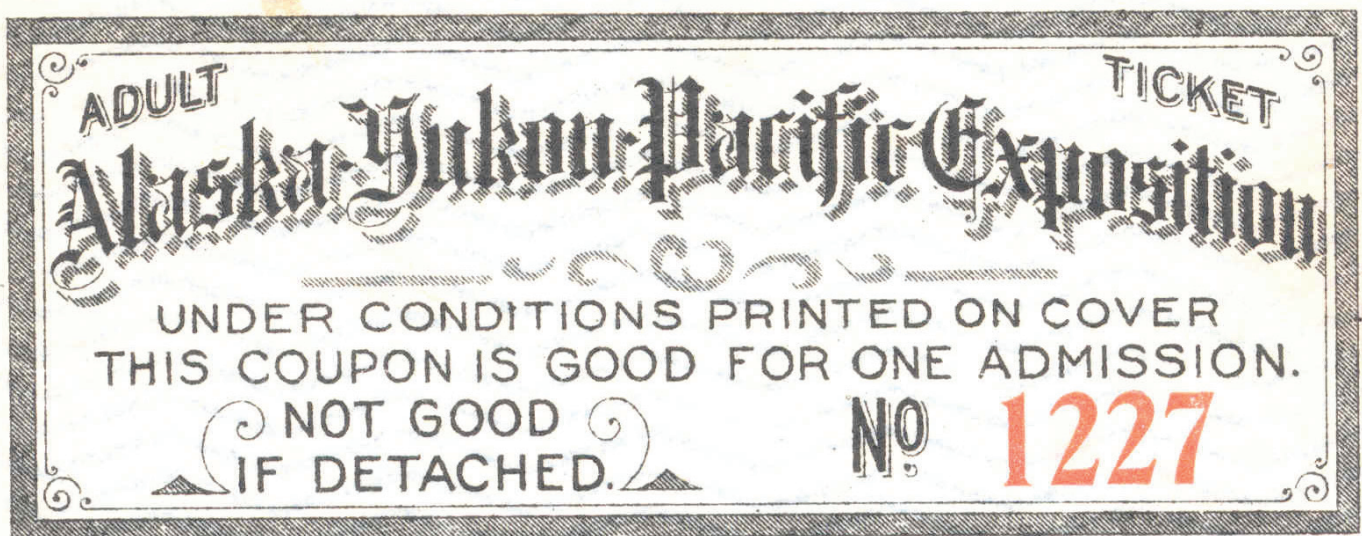 ADULT TICKET
Alaska-Yukon-Pacific Exposition
UNDER CONDITIONS PRINTED ON COVER
THIS COUPON IS GOOD FOR ONE ADMISSION.
NOT GOOD
IF DETACHED.
Nº 1227